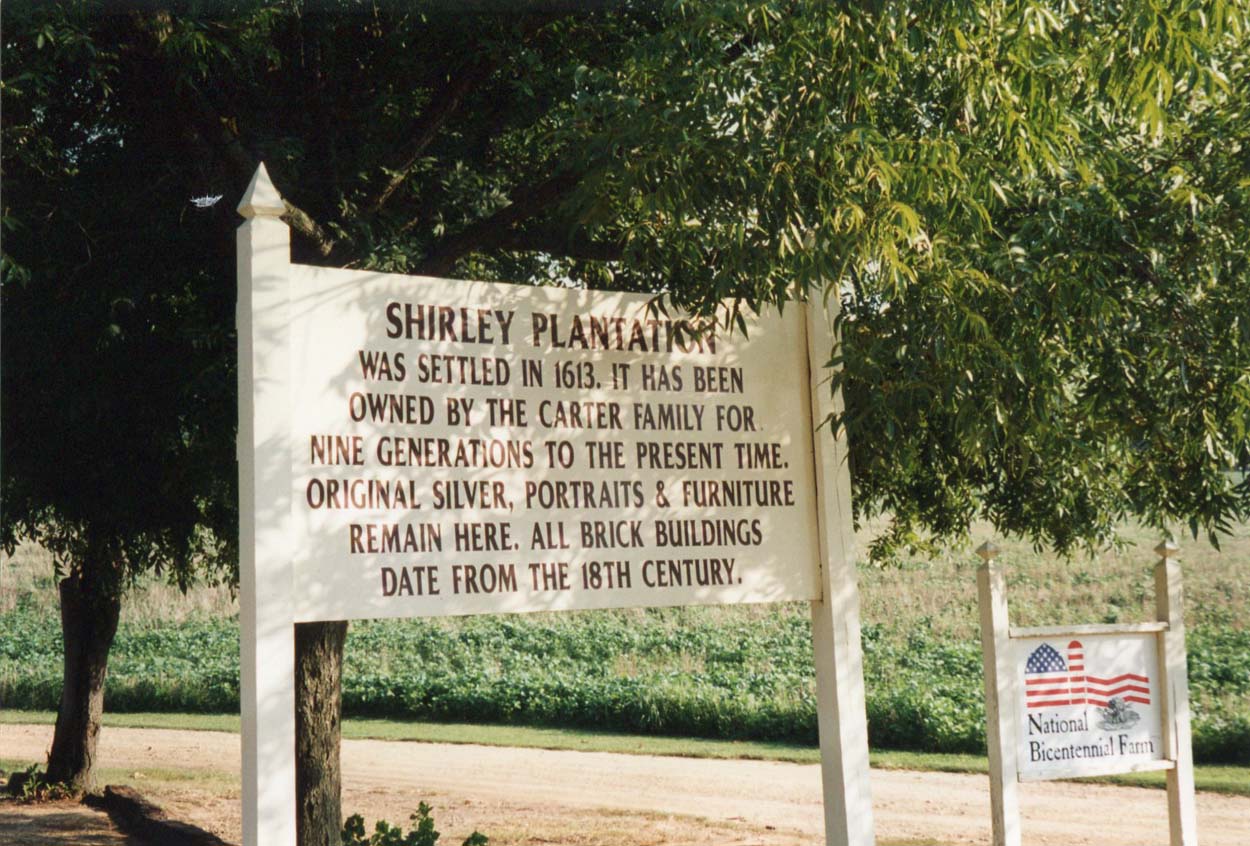 SHIRLEY PLANTATION
WAS SETTLED IN 1613. IT HAS BEEN
OWNED BY THE CARTER FAMILY FOR
NINE GENERATIONS TO THE PRESENT TIME.
ORIGINAL SILVER, PORTRAITS & FURNITURE
REMAIN HERE. ALL BRICK BUILDINGS
DATE FROM THE 18TH CENTURY.
National
Bicentennial Farm